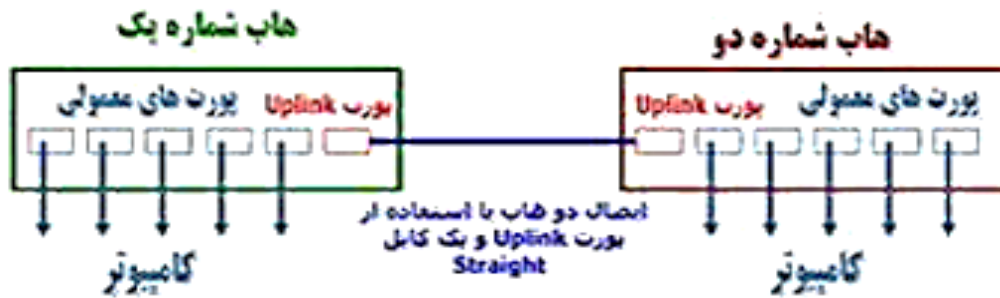 هاب شماره یک
هاب شماره دو
پورت های معمولی
پورت Uplink
پورت Uplink
پورت های معمولی
اتصال دو هاب با استفاده از
پورت Uplink و یک کابل
Straight
کامپیوتر
کامپیوتر